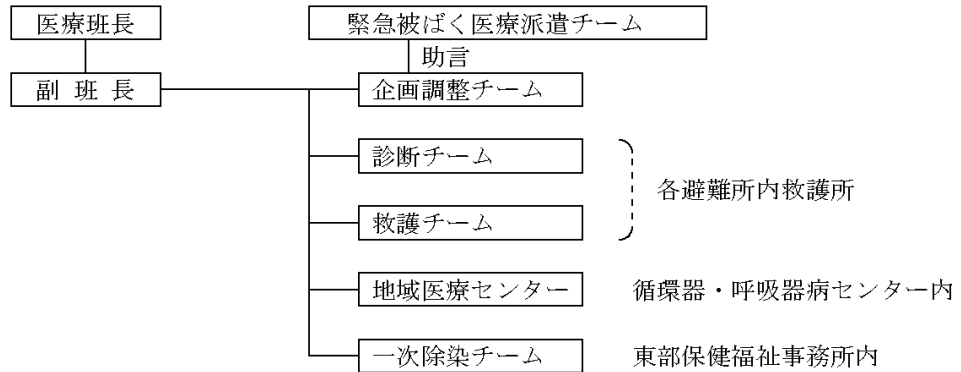 医療班長
緊急被ばく医療派遣チーム
助言
副班長
企画調整チーム
診断チーム
各避難所内救護所
救護チーム
地域医療センター
循環器・呼吸器病センター内
一次除染チーム
東部保健福祉事務所内